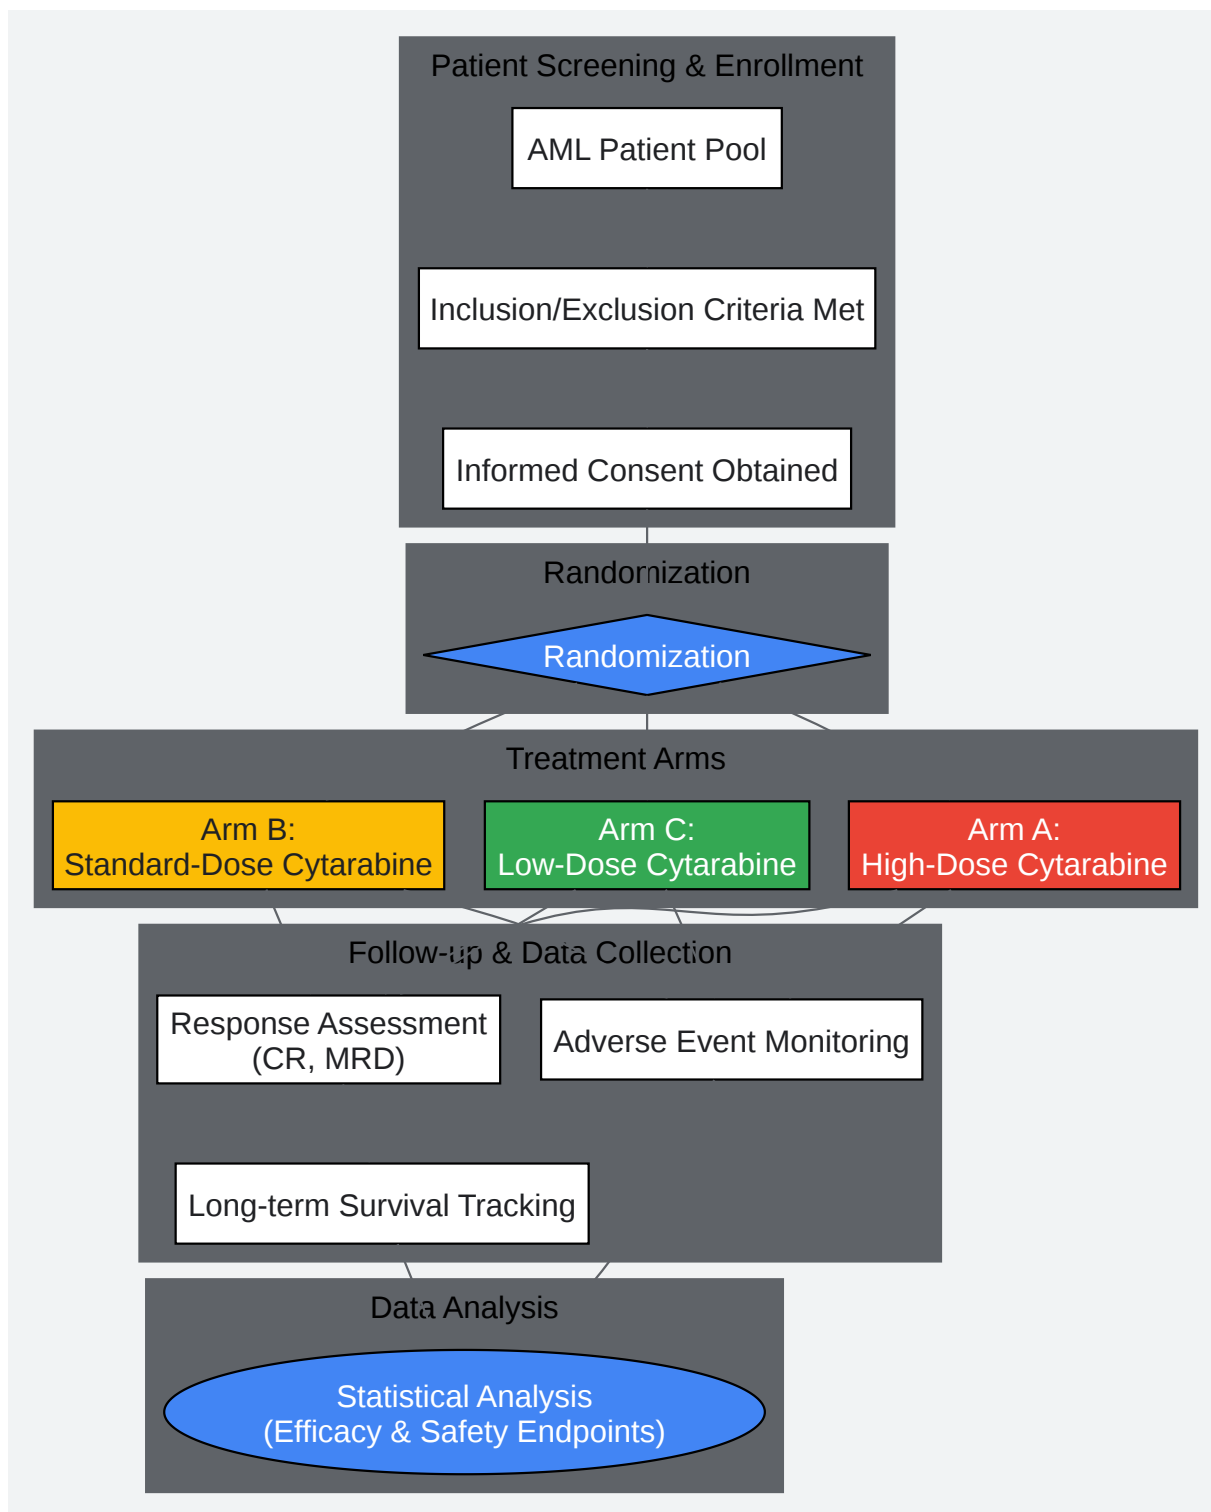 Patient Screening & Enrollment
AML Patient Pool
Inclusion/Exclusion Criteria Met
Informed Consent Obtained
Randomization
Randomization
Treatment Arms
Arm B:
Standard-Dose Cytarabine
Arm C:
Low-Dose Cytarabine
Arm A:
High-Dose Cytarabine
Follow-up & Data Collection
Response Assessment
(CR, MRD)
Adverse Event Monitoring
Long-term Survival Tracking
Data Analysis
Statistical Analysis
(Efficacy & Safety Endpoints)